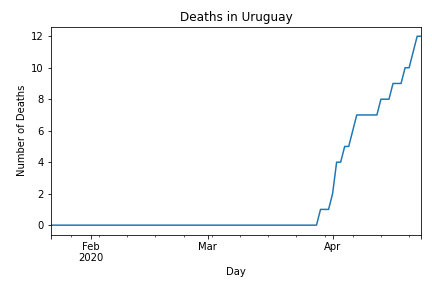 Deaths in Uruguay
12
10
8
6
4
2
0
Number of Deaths
Feb
2020
Mar
Apr
Day